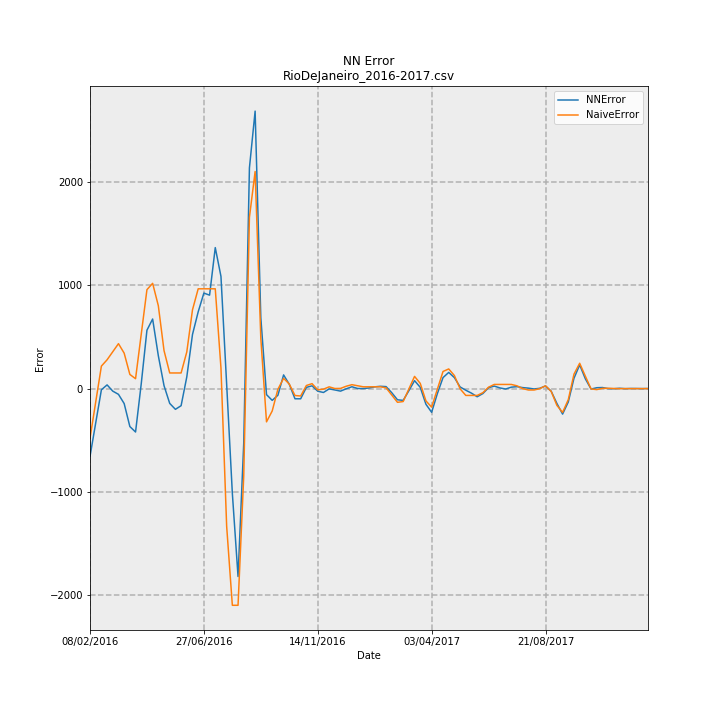 NN Error
RioDeJaneiro_2016-2017.csv
NNError
NaiveError
Error
2000
1000
0
−1000
−2000
08/02/2016
27/06/2016
14/11/2016
03/04/2017
21/08/2017
Date